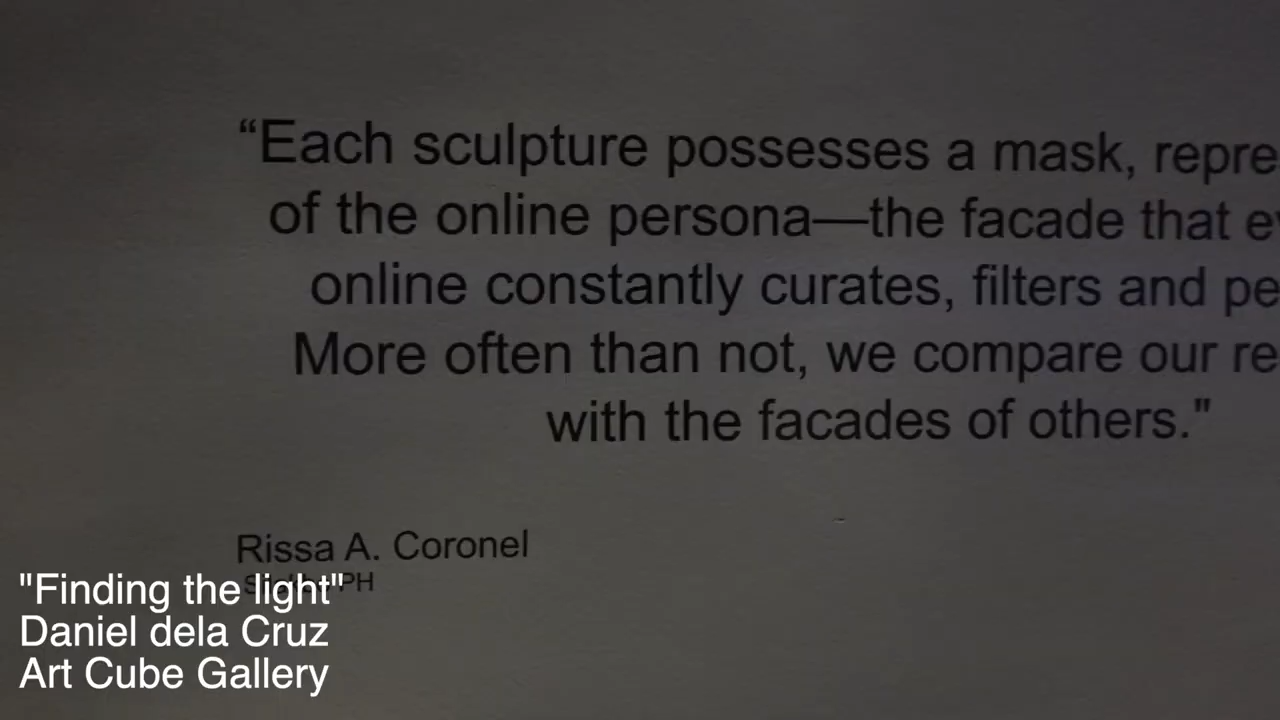 “Each sculpture possesses a mask, repre
of the online persona—the facade that e
online constantly curates, filters and pe
More often than not, we compare our re
with the facades of others."
Rissa A. Coronel
PH
"Finding the light"
Daniel dela Cruz
Art Cube Gallery